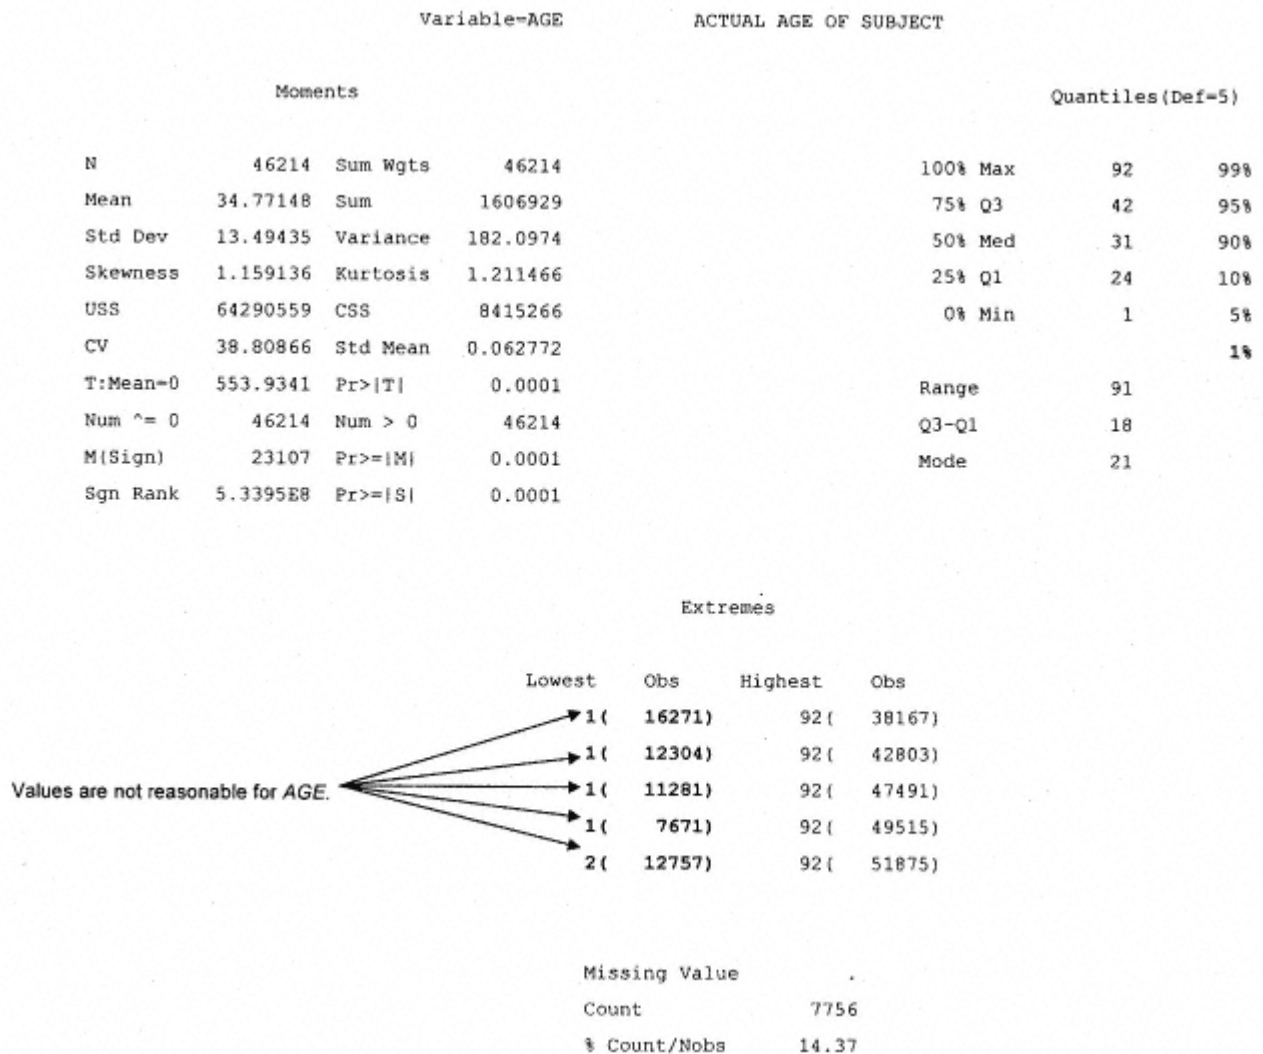 Variable=AGE ACTUAL AGE OF SUBJECT
Moments
Quantiles(Def=5)
N 46214 Sum Wgts 46214 100% Max 92 99%
Mean 34.77148 Sum 1606929 75% Q3 42 95%
Std Dev 13.49435 Variance 182.0974 50% Med 31 90%
Skewness 1.159136 Kurtosis 1.211466 25% Q1 24 10%
USS 64290559 CSS 8415266 0% Min 1 5%
CV 38.80866 Std Mean 0.062772 1%
T:Mean=0 553.9341 Pr>|T| 0.0001 Range 91
Num ^= 0 46214 Num > 0 46214 Q3-Q1 18
M(Sign) 23107 Pr>=|M| 0.0001 Mode 21
Sgn Rank 5.3395E8 Pr>=|S| 0.0001
Extremes
Lowest Obs Highest Obs
1( 16271) 92( 38167)
1( 12304) 92( 42803)
Values are not reasonable for AGE. 1( 11281) 92( 47491)
1( 7671) 92( 49515)
2( 12757) 92( 51875)
Missing Value .
Count 7756
% Count/Nobs 14.37